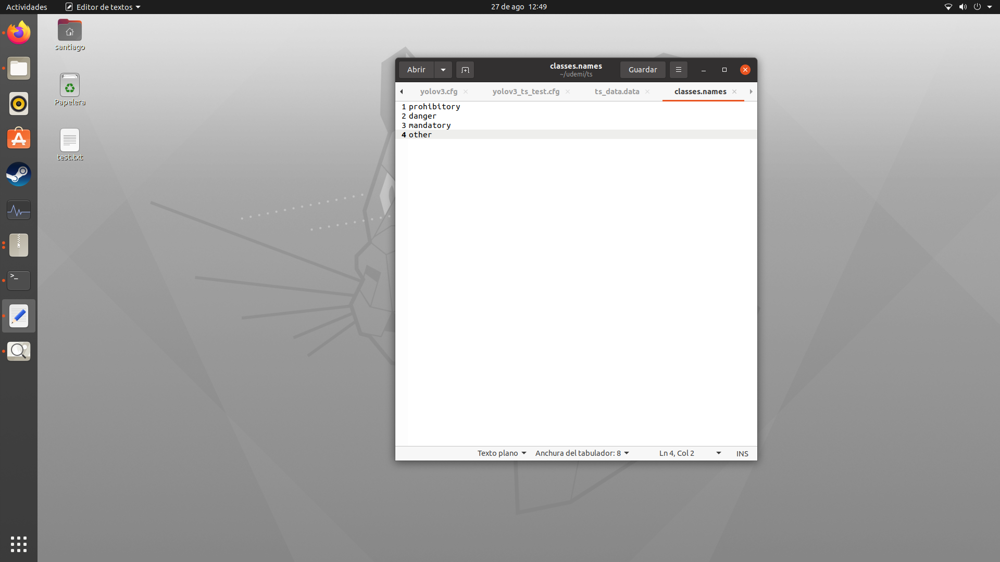 Actividades
Editor de textos
27 de ago 12:49
santiago
Papelera
test.txt
Abrir
classes.names
~/udemi/ts
Guardar
yolov3.cfg
yolov3_ts_test.cfg
ts_data.data
classes.names
1 prohibitory
2 danger
3 mandatory
4 other
Texto plano
Anchura del tabulador: 8
Ln 4, Col 2
INS